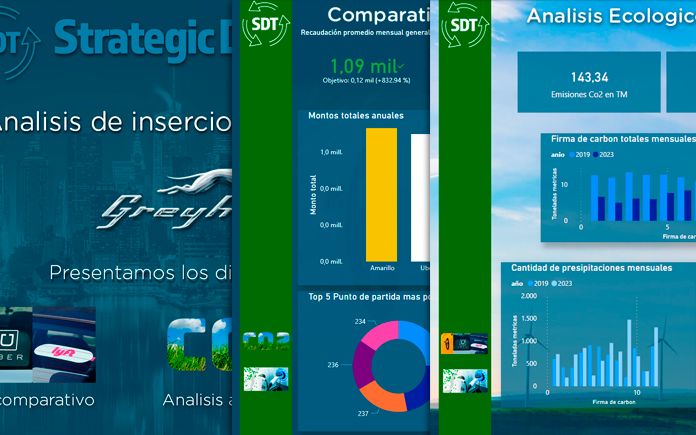 SDT
Strategic
Analisis de insercio
Greyh
Presentamos los di
UBER
lyft
comparativo
CO2
Analisis a
SDT
Comparati
Recaudación promedio mensual general
1,09 mil
Objetivo: 0,12 mil (+832.94 %)
Montos totales anuales
Monto total
1,0 mill.
0,0 mill.
0,0 mill.
0,0 mill.
Amarillo
Ub
Top 5 Punto de partida mas po
234
236
237
CO2
SDT
Analisis Ecologic
143,34
Emisiones Co2 en TM
Firma de carbon totales mensuales
anio 2019 2023
Toneladas metricas
10
0
0
5
Firma de car
Cantidad de presipitaciones mensuales
año 2019 2023
Toneladas metricas
2.000
1.500
1.000
500
0
0
10
Firma de carbon